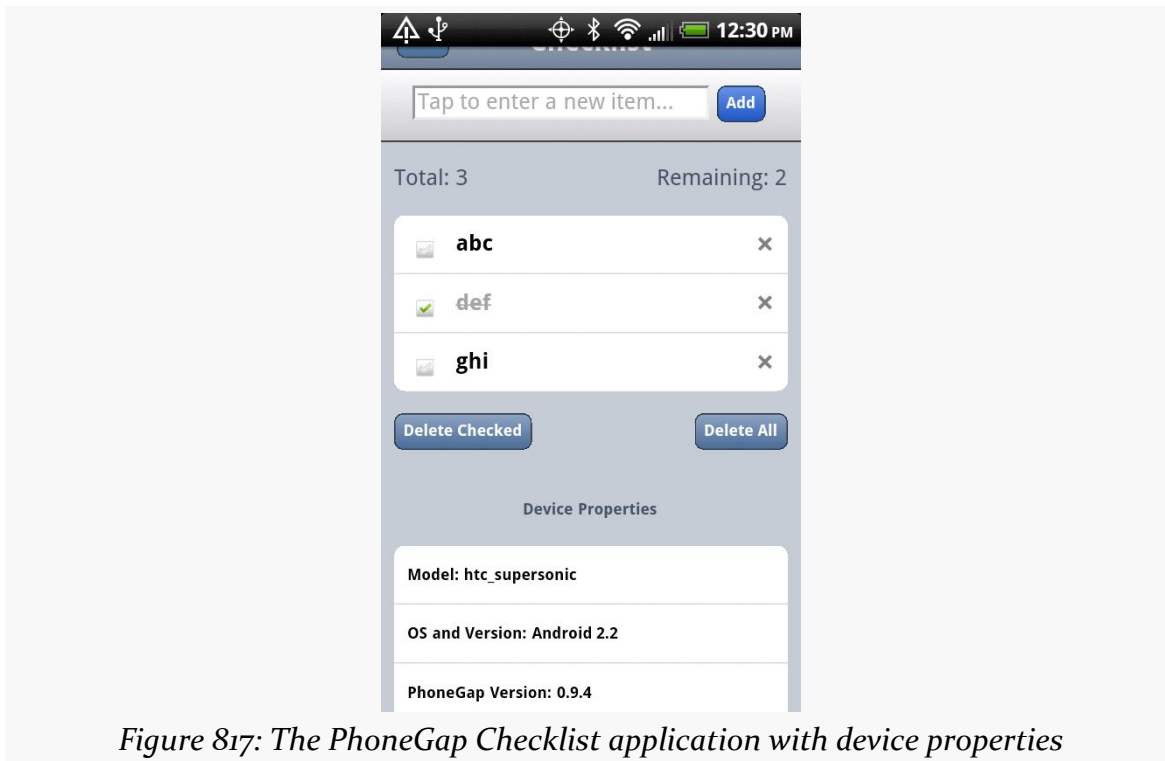 12:30 PM
Checklist
Tap to enter a new item...
Add
Total: 3
Remaining: 2
abc
def
ghi
Delete Checked
Delete All
Device Properties
Model: htc_supersonic
OS and Version: Android 2.2
PhoneGap Version: 0.9.4
Figure 817: The PhoneGap Checklist application with device properties